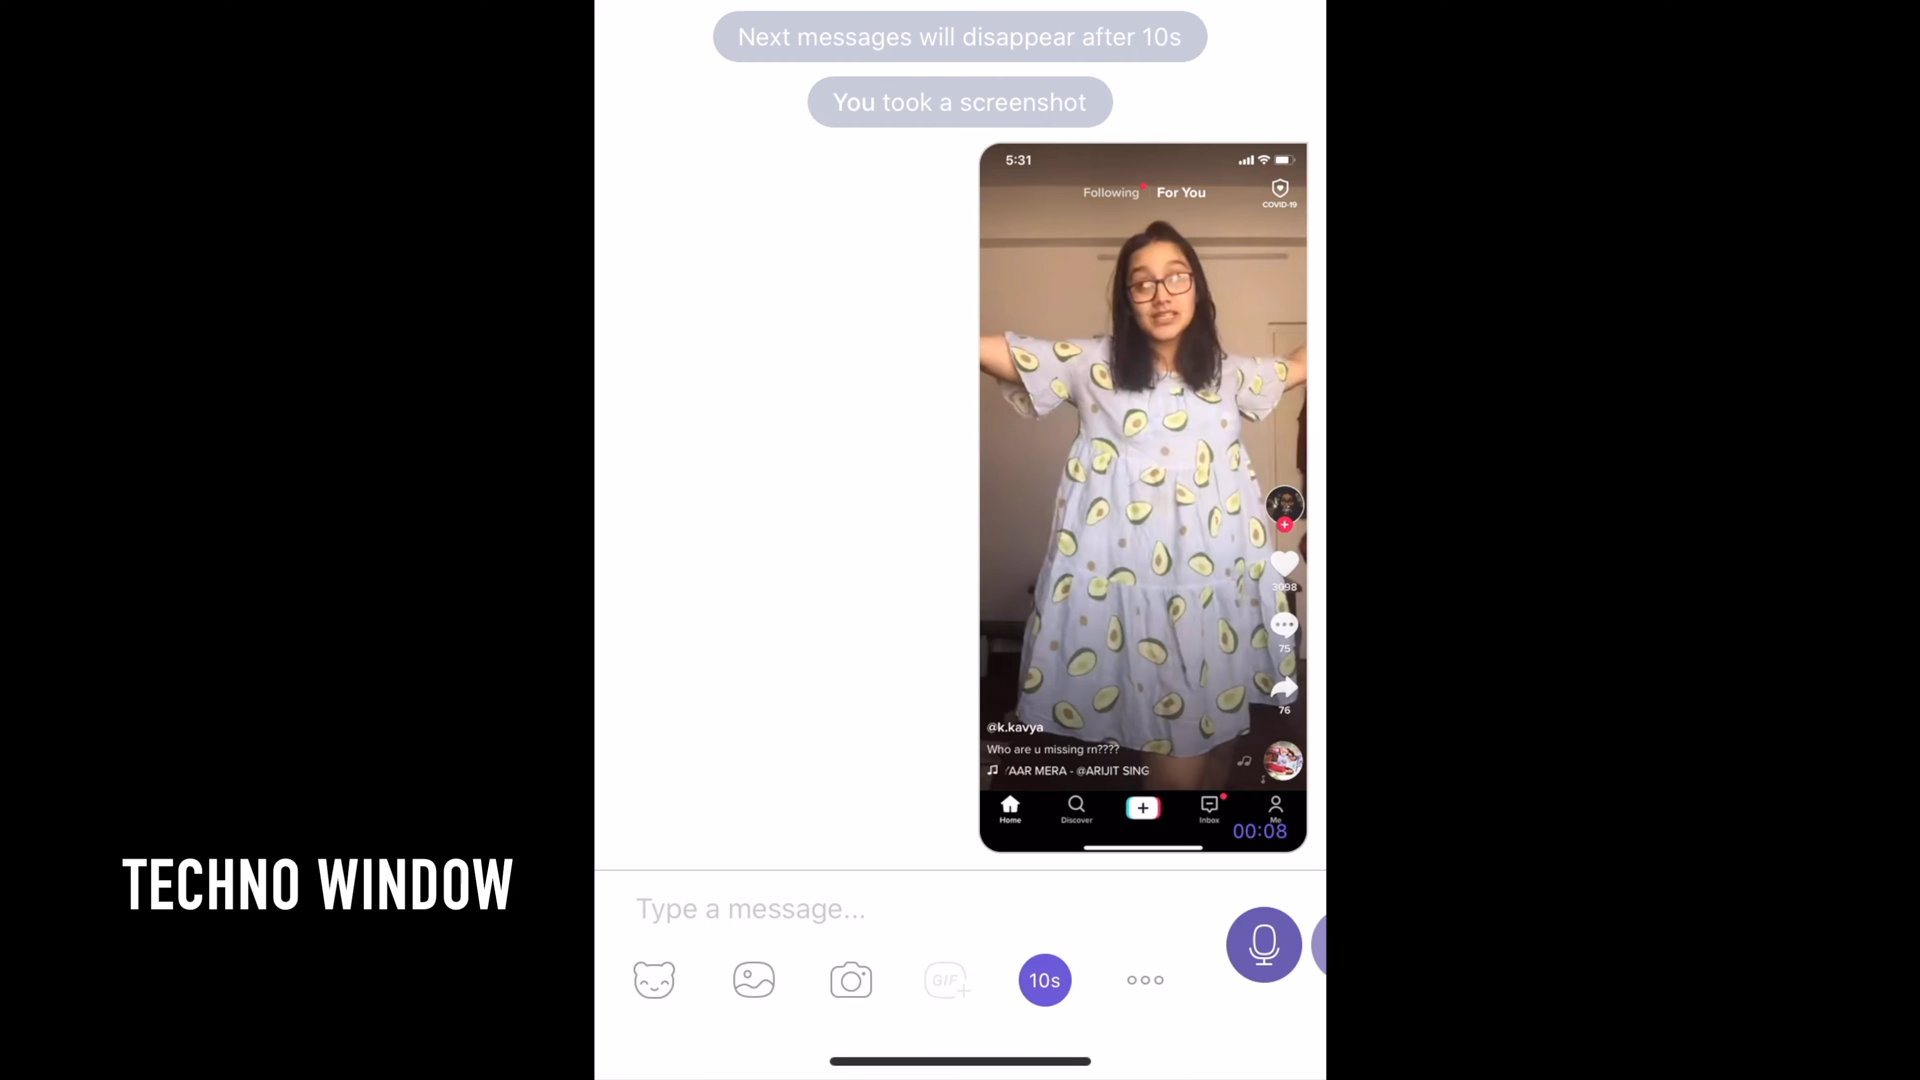 Next messages will disappear after 10s
You took a screenshot
5:31
Following For You
COVID-19
3098
75
76
@k.kavya
Who are u missing rn????
AAR MERA - @ARIJIT SING
Home Discover Inbox Me
00:08
TECHNO WINDOW
Type a message...
GIF 10s